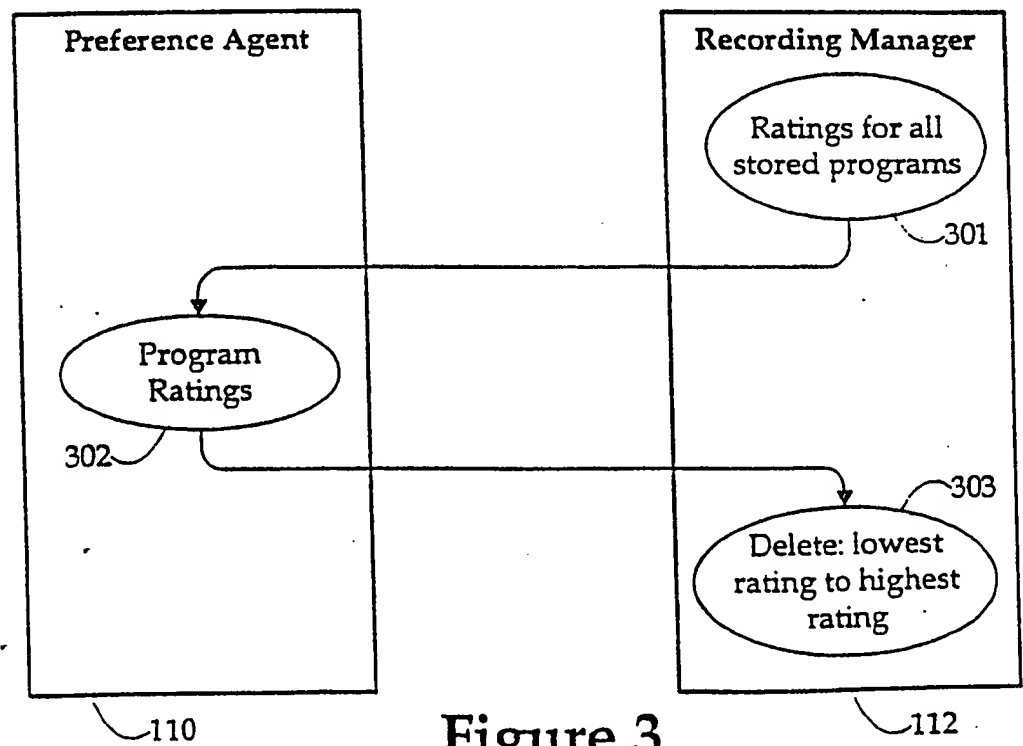 Preference Agent
Recording Manager
Ratings for all
stored programs
301
Program
Ratings
302
303
Delete: lowest
rating to highest
rating
110
112
Figure 3